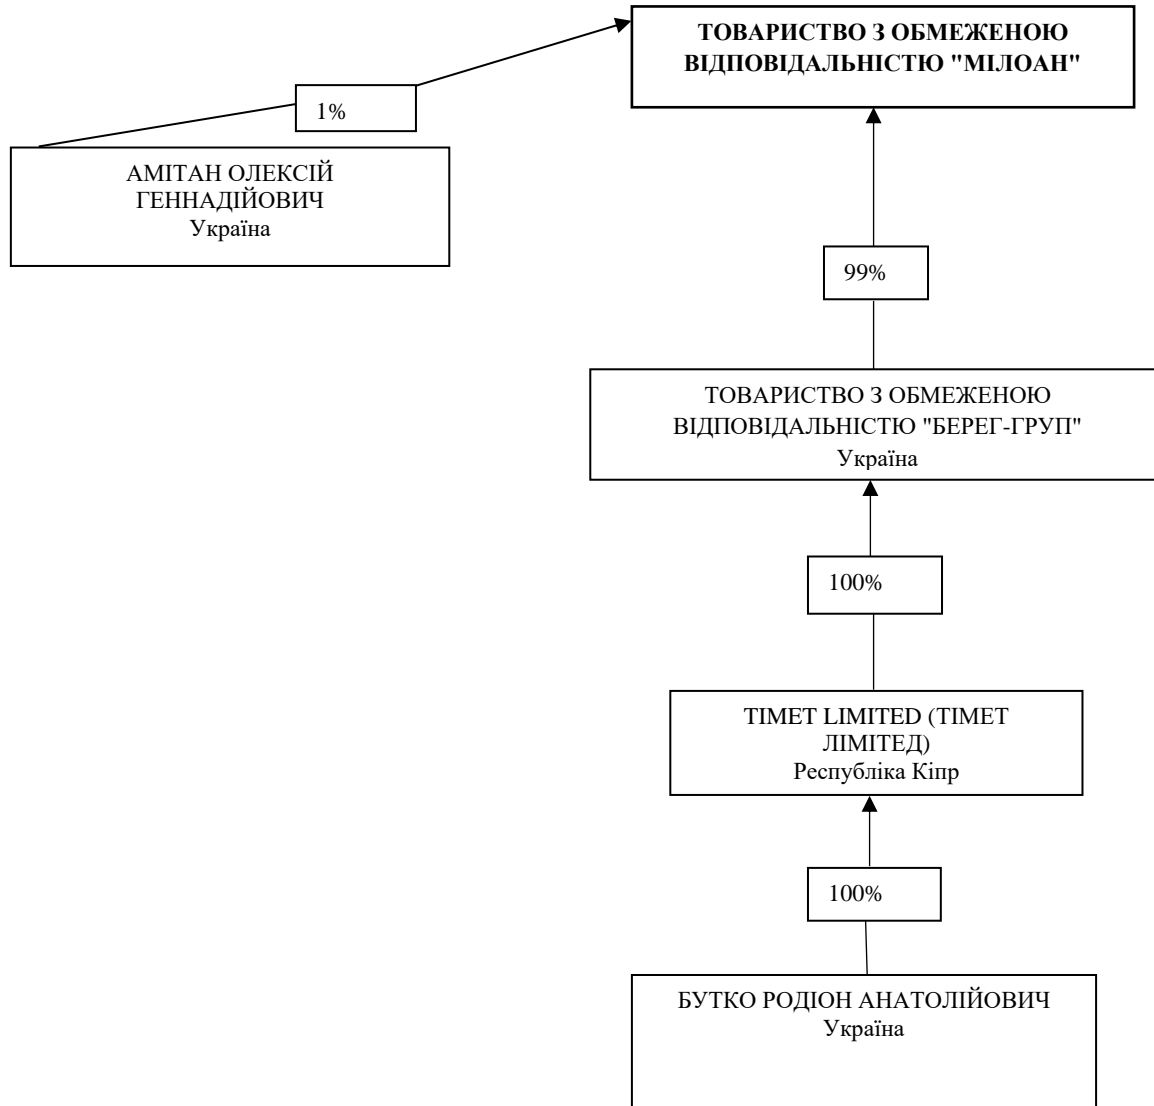 ТОВАРИСТВО З ОБМЕЖЕНОЮ
ВІДПОВІДАЛЬНІСТЮ "МІЛОАН"
1%
АМІТАН ОЛЕКСІЙ
ГЕННАДІЙОВИЧ
Україна
99%
ТОВАРИСТВО З ОБМЕЖЕНОЮ
ВІДПОВІДАЛЬНІСТЮ "БЕРЕГ-ГРУП"
Україна
100%
TIMET LIMITED (ТІМЕТ
ЛІМІТЕД)
Республіка Кіпр
100%
БУТКО РОДІОН АНАТОЛІЙОВИЧ
Україна